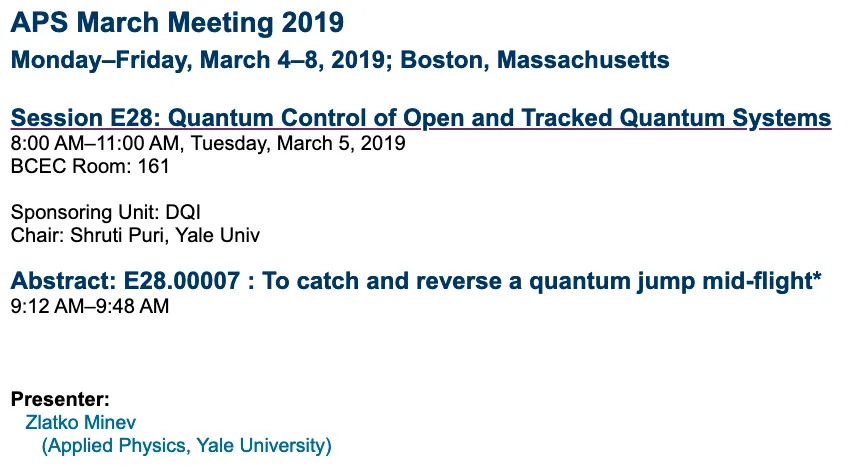 APS March Meeting 2019
Monday–Friday, March 4–8, 2019; Boston, Massachusetts
Session E28: Quantum Control of Open and Tracked Quantum Systems
8:00 AM–11:00 AM, Tuesday, March 5, 2019
BCEC Room: 161
Sponsoring Unit: DQI
Chair: Shruti Puri, Yale Univ
Abstract: E28.00007 : To catch and reverse a quantum jump mid-flight*
9:12 AM–9:48 AM
Presenter:
Zlatko Minev
(Applied Physics, Yale University)